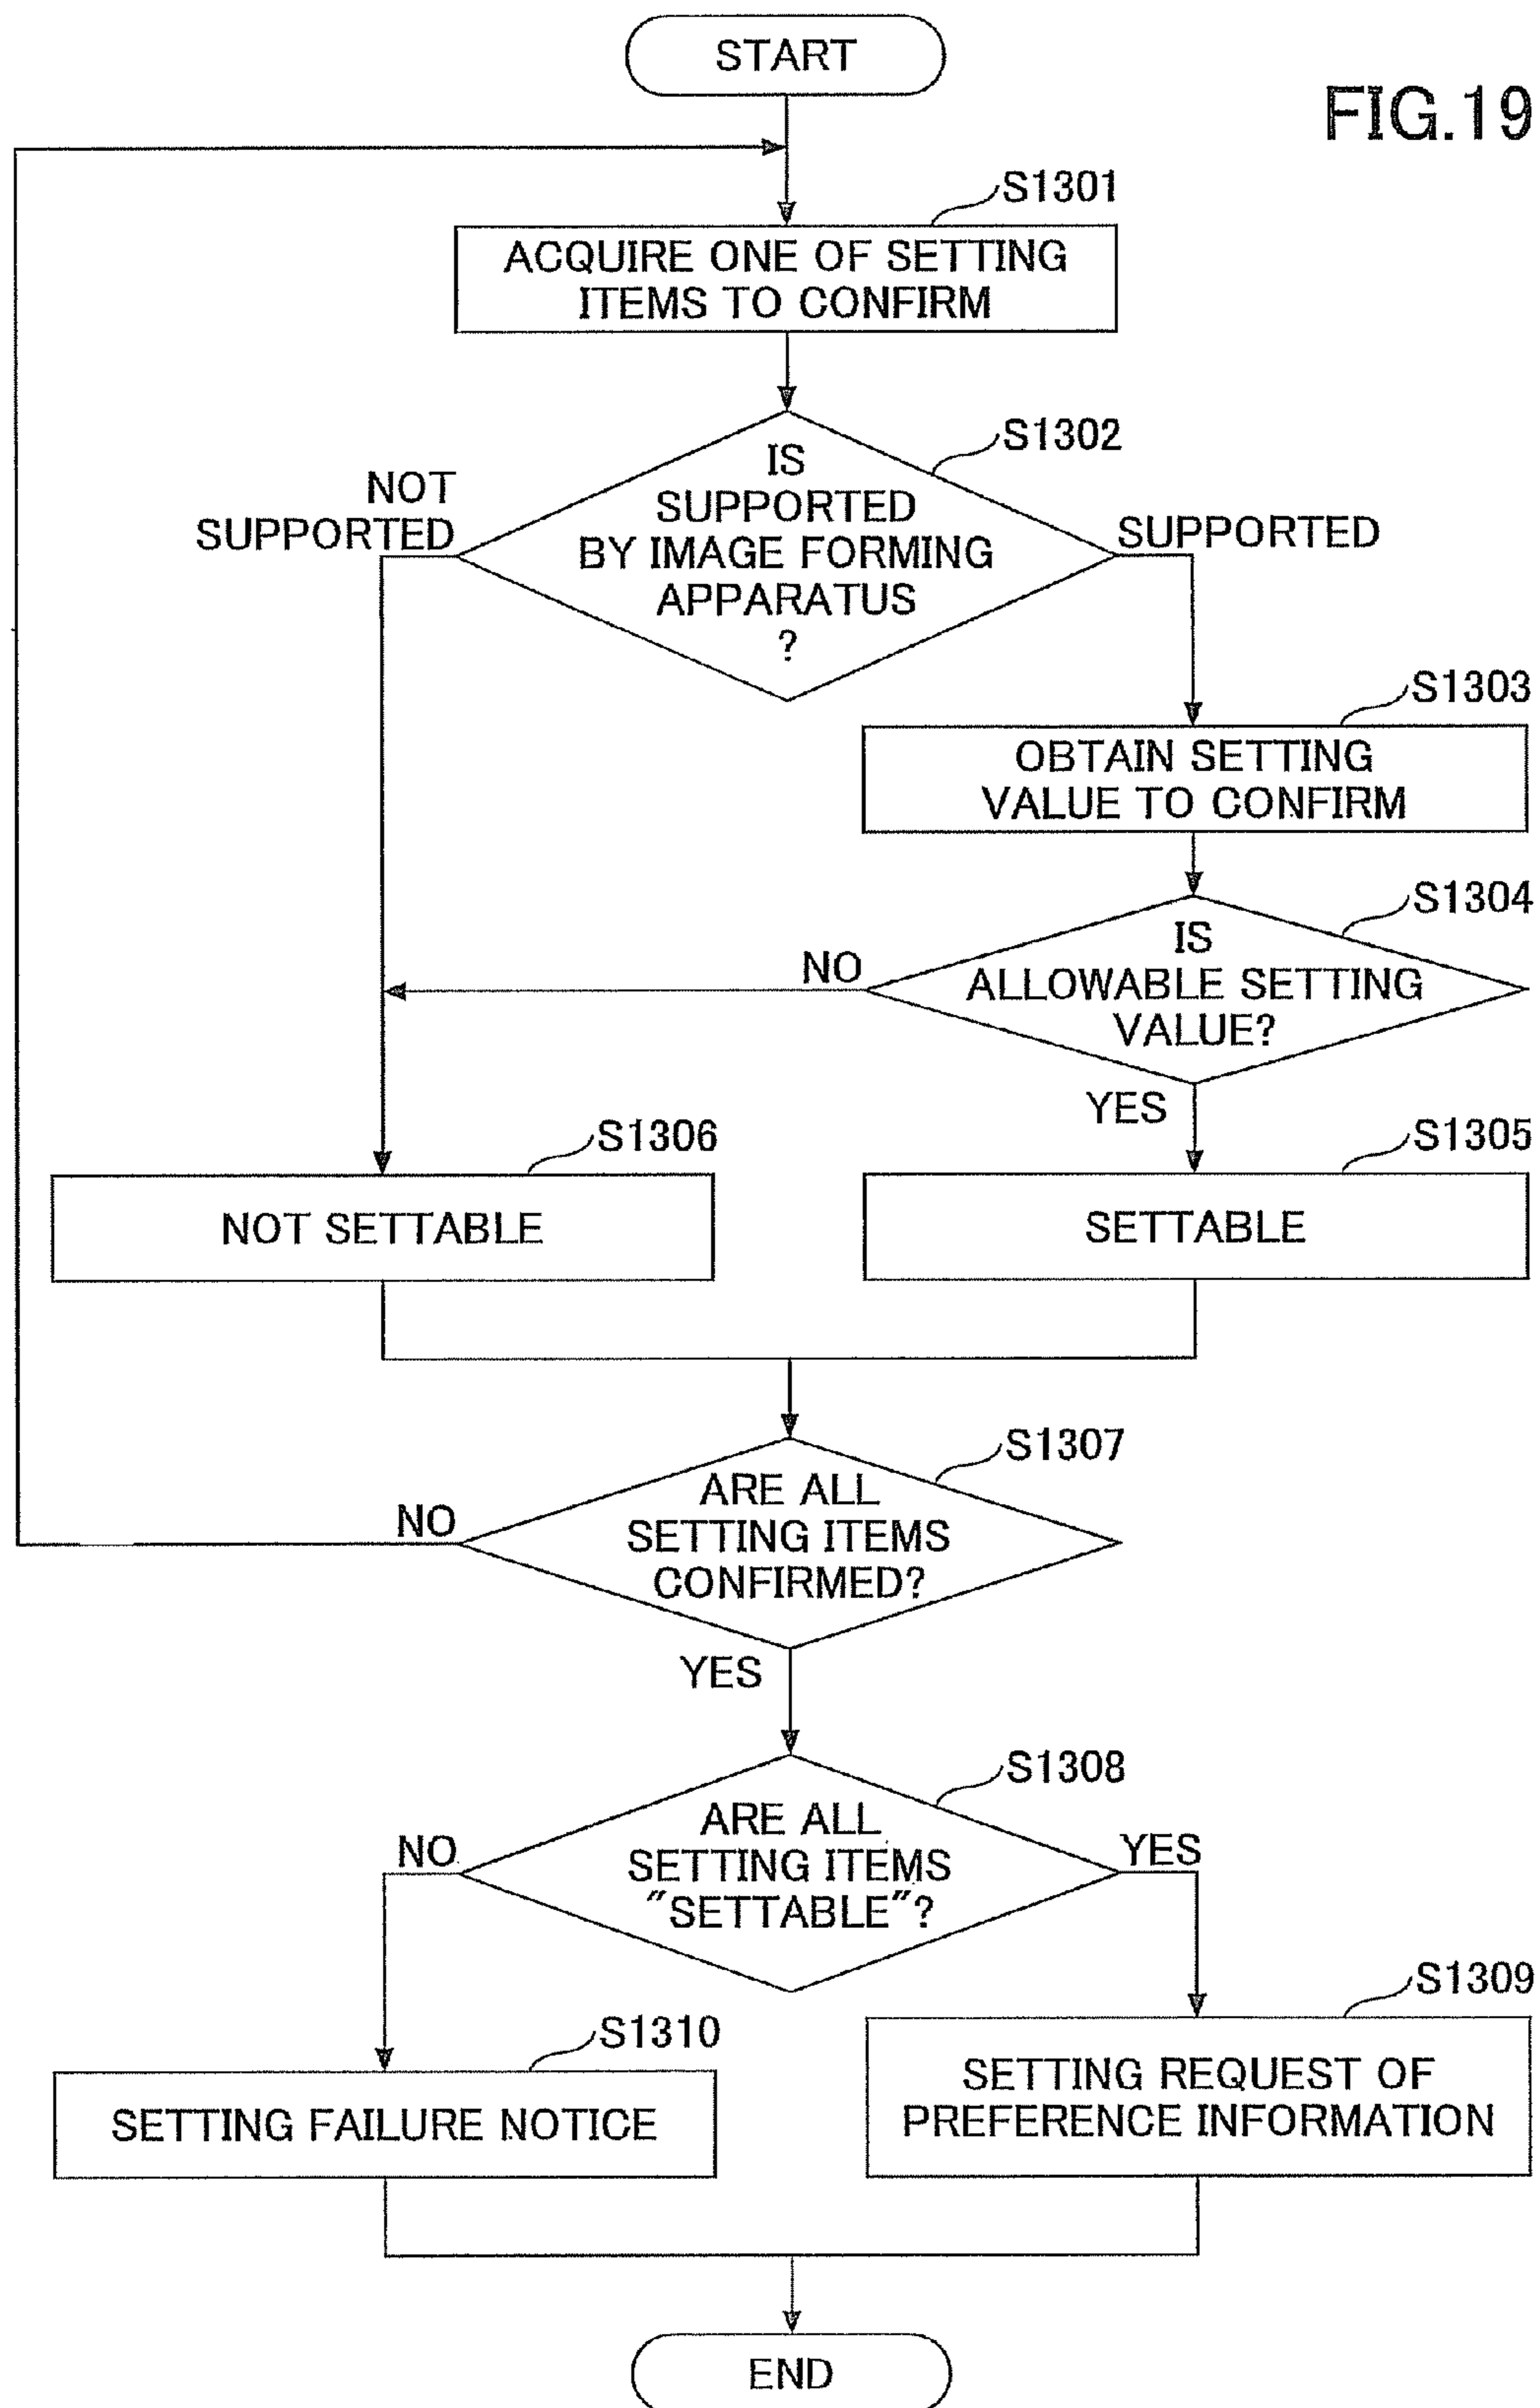 START
FIG.19
S1301
ACQUIRE ONE OF SETTING
ITEMS TO CONFIRM
S1302
IS
SUPPORTED
BY IMAGE FORMING
APPARATUS
?
NOT
SUPPORTED
SUPPORTED
S1303
OBTAIN SETTING
VALUE TO CONFIRM
S1304
IS
ALLOWABLE SETTING
VALUE?
NO
YES
S1306
NOT SETTABLE
S1305
SETTABLE
S1307
ARE ALL
SETTING ITEMS
CONFIRMED?
NO
YES
S1308
ARE ALL
SETTING ITEMS
"SETTABLE"?
NO
YES
S1310
SETTING FAILURE NOTICE
S1309
SETTING REQUEST OF
PREFERENCE INFORMATION
END